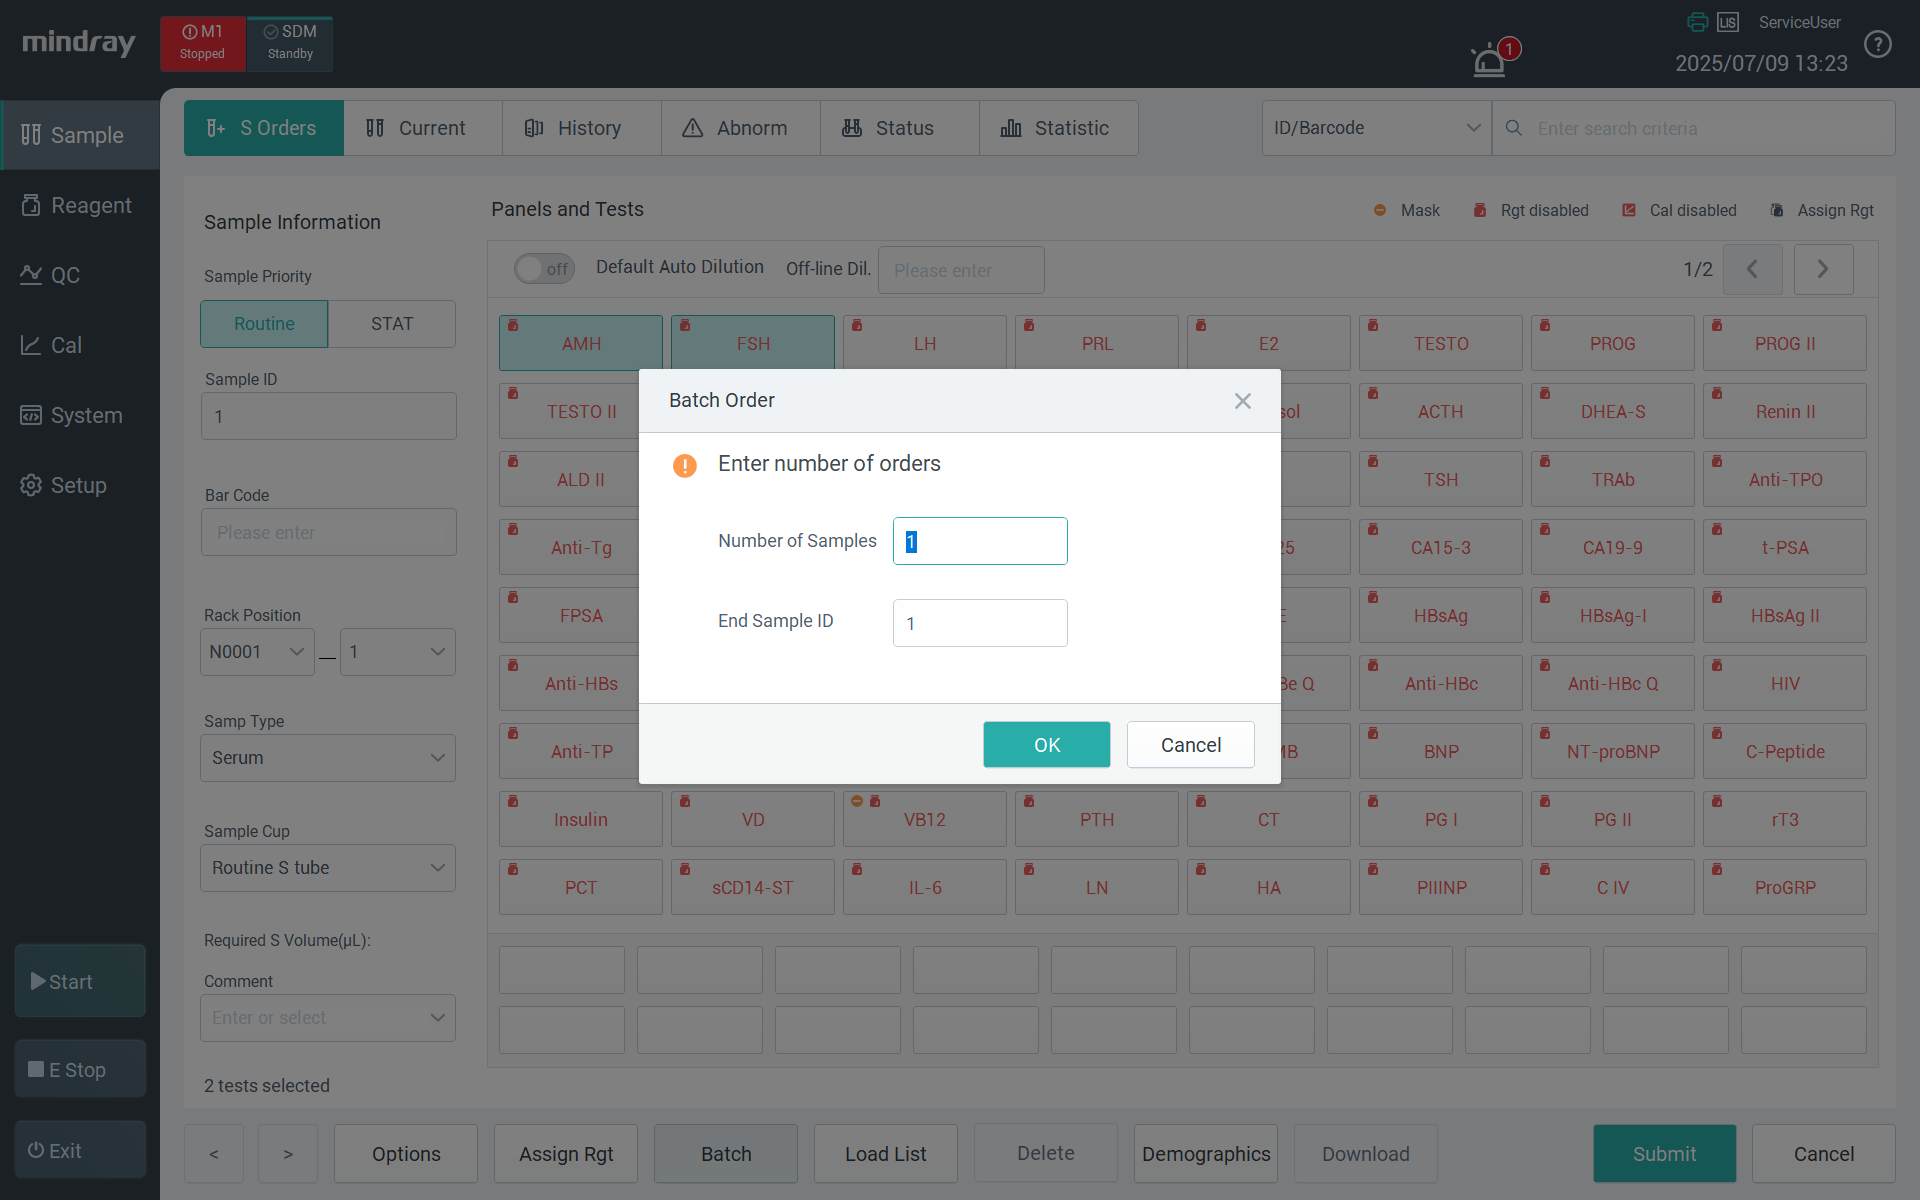 mindray
M1
Stopped
SDM
Standby
1
LIS
ServiceUser
2025/07/09 13:23
?
Sample
Reagent
QC
Cal
System
Setup
Start
E Stop
Exit
S Orders
Current
History
Abnorm
Status
Statistic
ID/Barcode
Enter search criteria
Sample Information
Sample Priority
Routine
STAT
Sample ID
1
Bar Code
Please enter
Rack Position
N0001
1
Samp Type
Serum
Sample Cup
Routine S tube
Required S Volume(µL):
Comment
Enter or select
2 tests selected
Panels and Tests
Mask
Rgt disabled
Cal disabled
Assign Rgt
off
Default Auto Dilution
Off-line Dil.
Please enter
1/2
AMH
FSH
LH
PRL
E2
TESTO
PROG
PROG II
TESTO II
ACTH
DHEA-S
Renin II
ALD II
TSH
TRAb
Anti-TPO
Anti-Tg
CA15-3
CA19-9
t-PSA
FPSA
HBsAg
HBsAg-I
HBsAg II
Anti-HBs
Anti-HBc
Anti-HBc Q
HIV
Anti-TP
BNP
NT-proBNP
C-Peptide
Insulin
VD
VB12
PTH
CT
PG I
PG II
rT3
PCT
sCD14-ST
IL-6
LN
HA
PIIINP
C IV
ProGRP
Batch Order
Enter number of orders
Number of Samples
1
End Sample ID
1
OK
Cancel
<
>
Options
Assign Rgt
Batch
Load List
Delete
Demographics
Download
Submit
Cancel